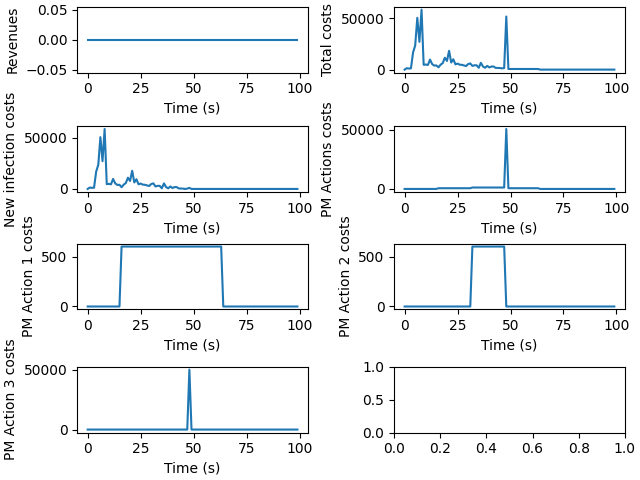 Revenues
0.05
0.00
−0.05
0 25 50 75 100
Time (s)
Total costs
50000
0
0 25 50 75 100
Time (s)
New infection costs
50000
0
0 25 50 75 100
Time (s)
PM Actions costs
50000
0
0 25 50 75 100
Time (s)
PM Action 1 costs
500
0
0 25 50 75 100
Time (s)
PM Action 2 costs
500
0
0 25 50 75 100
Time (s)
PM Action 3 costs
50000
0
0 25 50 75 100
Time (s)
1.0
0.5
0.0
0.0 0.2 0.4 0.6 0.8 1.0